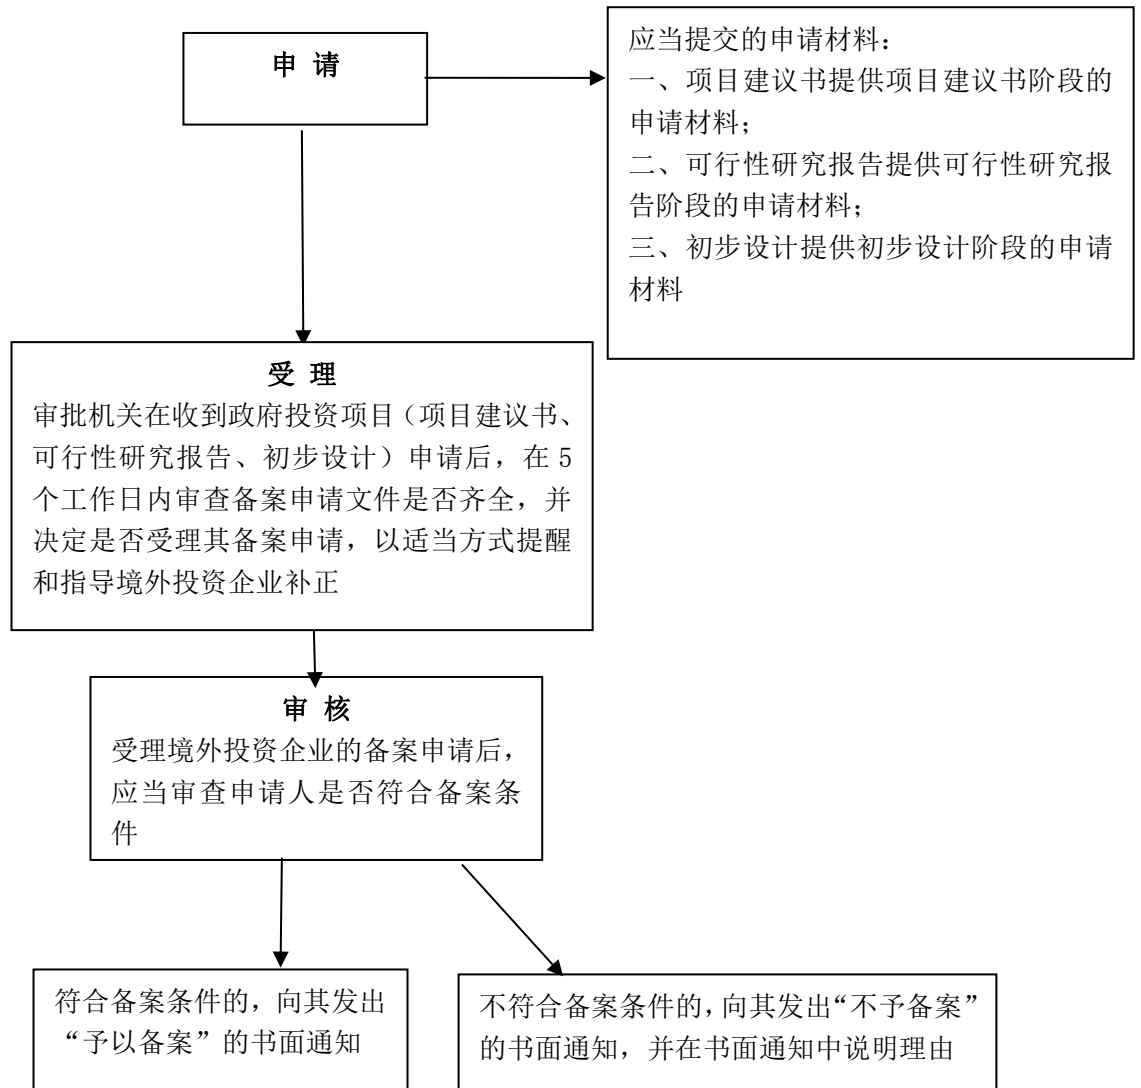 申 请
应当提交的申请材料：
一、项目建议书提供项目建议书阶段的
申请材料；
二、可行性研究报告提供可行性研究报
告阶段的申请材料；
三、初步设计提供初步设计阶段的申请
材料
受 理
审批机关在收到政府投资项目（项目建议书、
可行性研究报告、初步设计）申请后，在 5
个工作日内审查备案申请文件是否齐全，并
决定是否受理其备案申请，以适当方式提醒
和指导境外投资企业补正
审 核
受理境外投资企业的备案申请后，
应当审查申请人是否符合备案条
件
符合备案条件的，向其发出
“予以备案”的书面通知
不符合备案条件的，向其发出“不予备案”
的书面通知，并在书面通知中说明理由